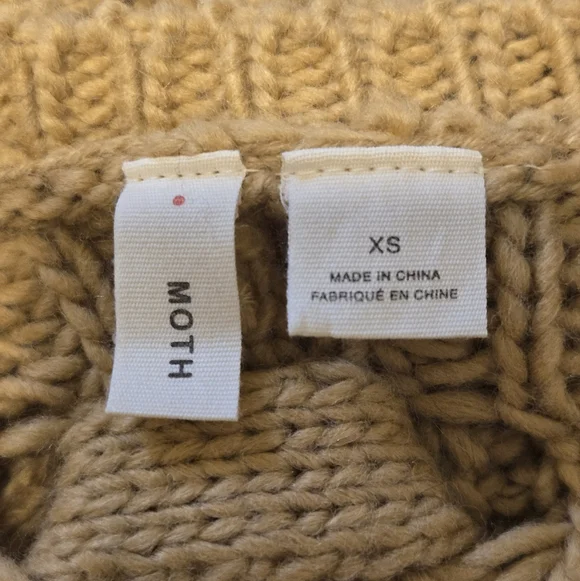 MOTH
XS
MADE IN CHINA
FABRIQUÉ EN CHINE